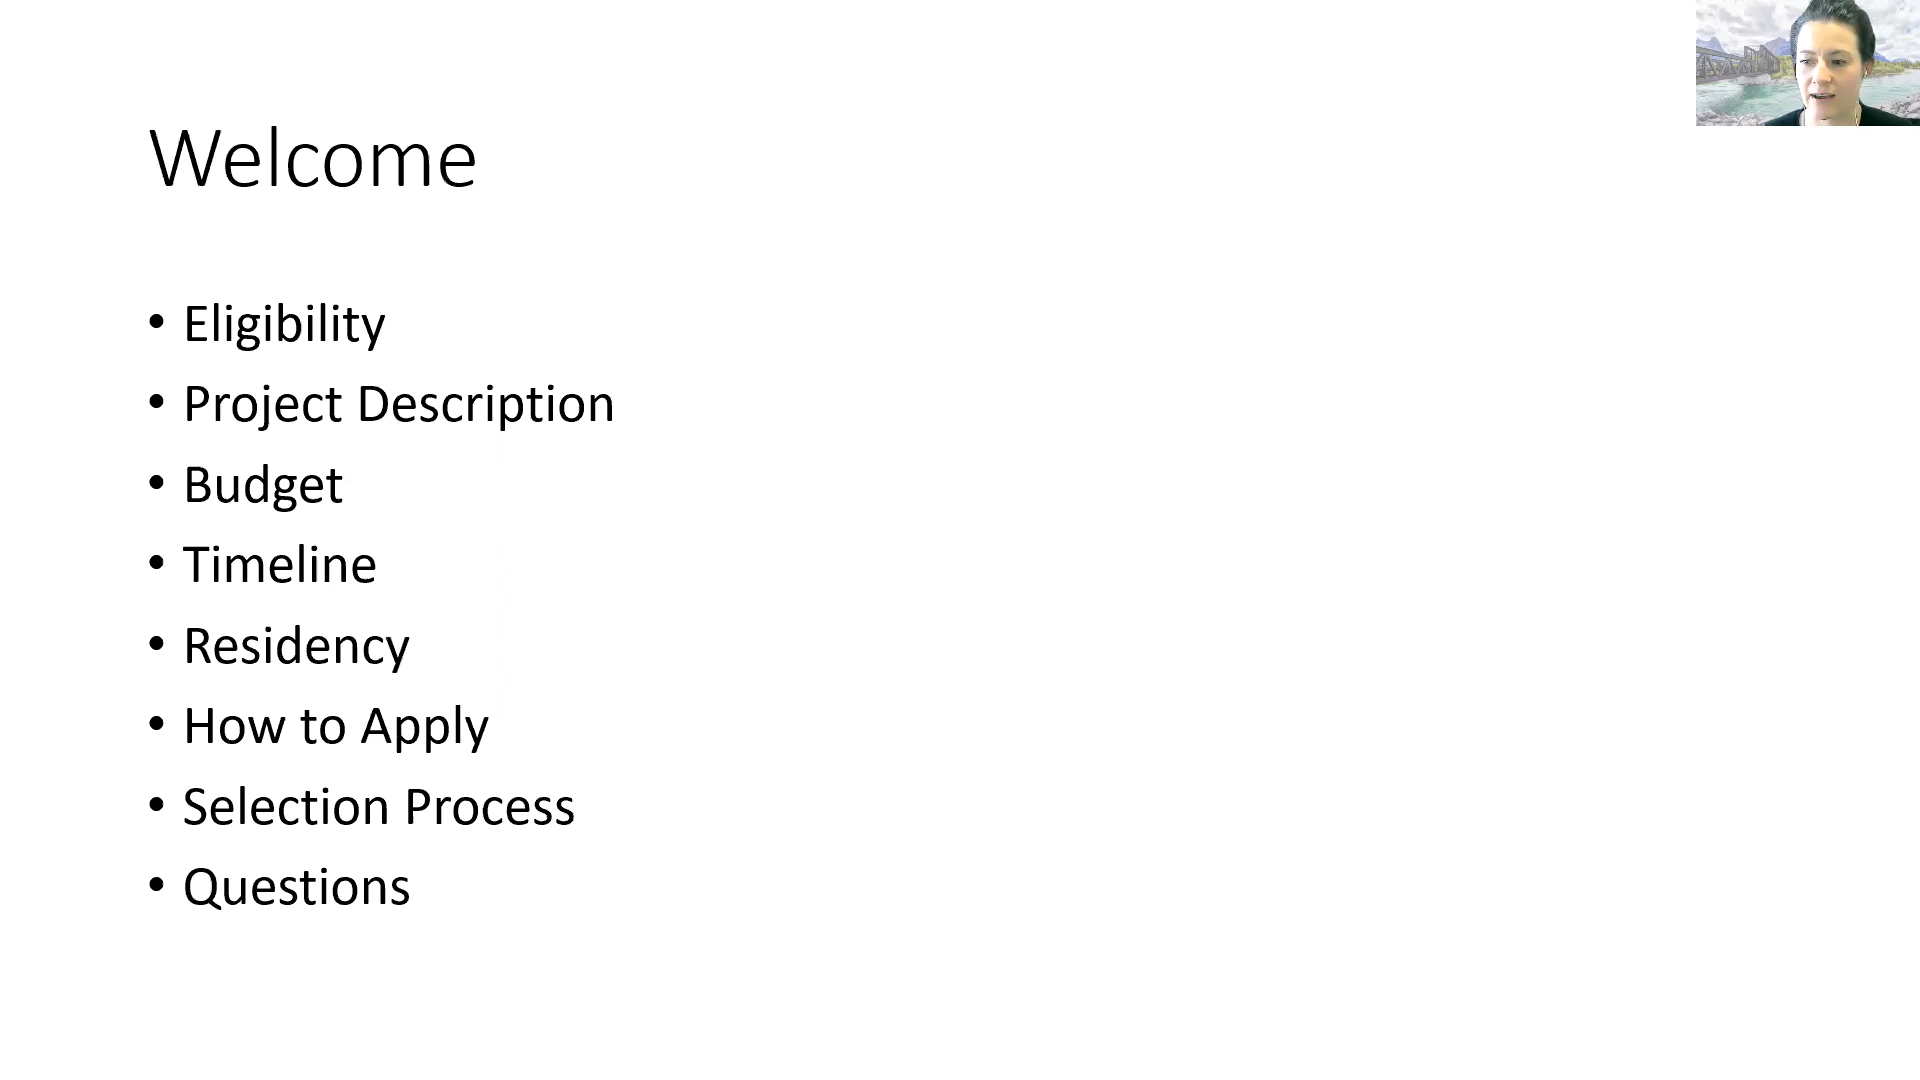 Welcome
• Eligibility
• Project Description
• Budget
• Timeline
• Residency
• How to Apply
• Selection Process
• Questions